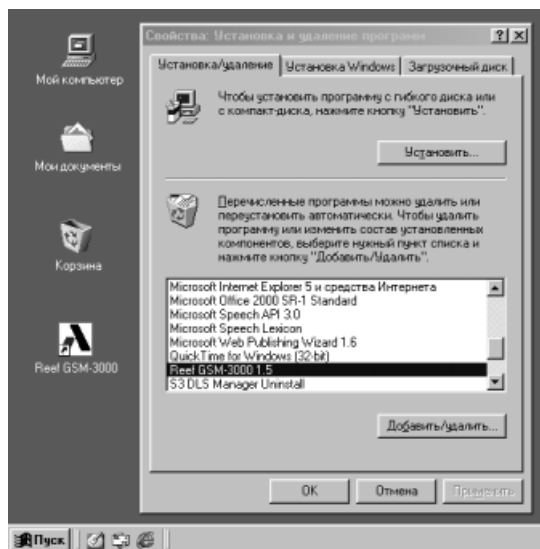 Мой компьютер
Мои документы
Корзина
Reef GSM-3000
Свойства: Установка и удаление программ
Установка/удаление
Установка Windows
Загрузочный диск
Чтобы установить программу с гибкого диска или
с компакт-диска, нажмите кнопку "Установить".
Установить...
Перечисленные программы можно удалить или
переустановить автоматически. Чтобы удалить
программу или изменить состав установленных
компонентов, выберите нужный пункт списка и
нажмите кнопку "Добавить/Удалить".
Microsoft Internet Explorer 5 и средства Интернета
Microsoft Office 2000 SR-1 Standard
Microsoft Speech API 3.0
Microsoft Speech Lexicon
Microsoft Web Publishing Wizard 1.6
QuickTime for Windows (32-bit)
Reef GSM-3000 1.5
S3 DLS Manager Uninstall
Добавить/удалить...
OK
Отмена
Применить
Пуск